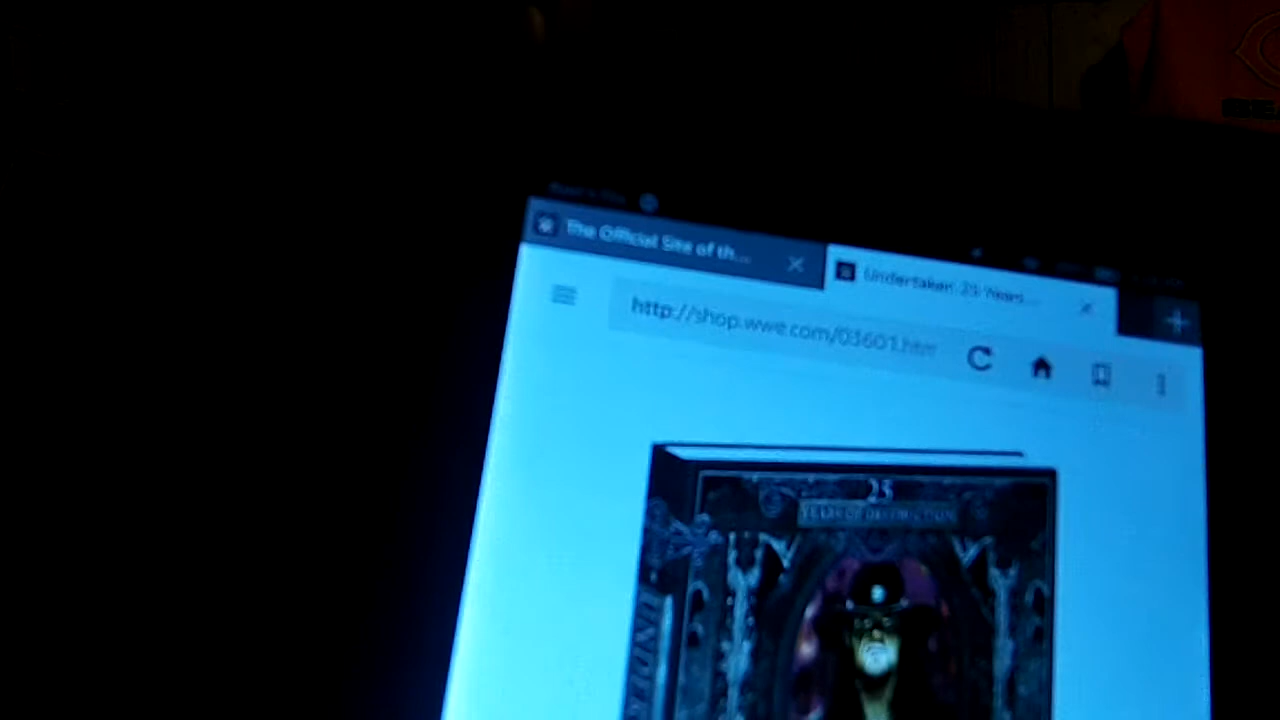 The Official Site of th...
Undertaker: 25 Years...
http://shop.wwe.com/03601.htm
25
YEARS OF DESTRUCTION